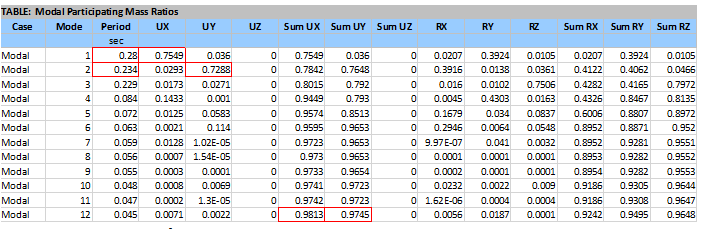 TABLE: Modal Participating Mass Ratios
Case Mode Period UX UY UZ Sum UX Sum UY Sum UZ RX RY RZ Sum RX Sum RY Sum RZ
sec
Modal 1 0.28 0.7549 0.036 0 0.7549 0.036 0 0.0207 0.3924 0.0105 0.0207 0.3924 0.0105
Modal 2 0.234 0.0293 0.7288 0 0.7842 0.7648 0 0.3916 0.0138 0.0361 0.4122 0.4062 0.0466
Modal 3 0.229 0.0173 0.0271 0 0.8015 0.792 0 0.016 0.0102 0.7506 0.4282 0.4165 0.7972
Modal 4 0.084 0.1433 0.001 0 0.9449 0.793 0 0.0045 0.4303 0.0163 0.4326 0.8467 0.8135
Modal 5 0.072 0.0125 0.0583 0 0.9574 0.8513 0 0.1679 0.034 0.0837 0.6006 0.8807 0.8972
Modal 6 0.063 0.0021 0.114 0 0.9595 0.9653 0 0.2946 0.0064 0.0548 0.8952 0.8871 0.952
Modal 7 0.059 0.0128 1.02E-05 0 0.9723 0.9653 0 9.97E-07 0.041 0.0032 0.8952 0.9281 0.9551
Modal 8 0.056 0.0007 1.54E-05 0 0.973 0.9653 0 0.0001 0.0001 0.0001 0.8953 0.9282 0.9552
Modal 9 0.055 0.0003 0.0001 0 0.9733 0.9654 0 0.0002 0.0001 0.0001 0.8954 0.9282 0.9553
Modal 10 0.048 0.0008 0.0069 0 0.9741 0.9723 0 0.0232 0.0022 0.009 0.9186 0.9305 0.9644
Modal 11 0.047 0.0002 1.3E-05 0 0.9742 0.9723 0 1.62E-06 0.0004 0.0004 0.9186 0.9308 0.9647
Modal 12 0.045 0.0071 0.0022 0 0.9813 0.9745 0 0.0056 0.0187 0.0001 0.9242 0.9495 0.9648